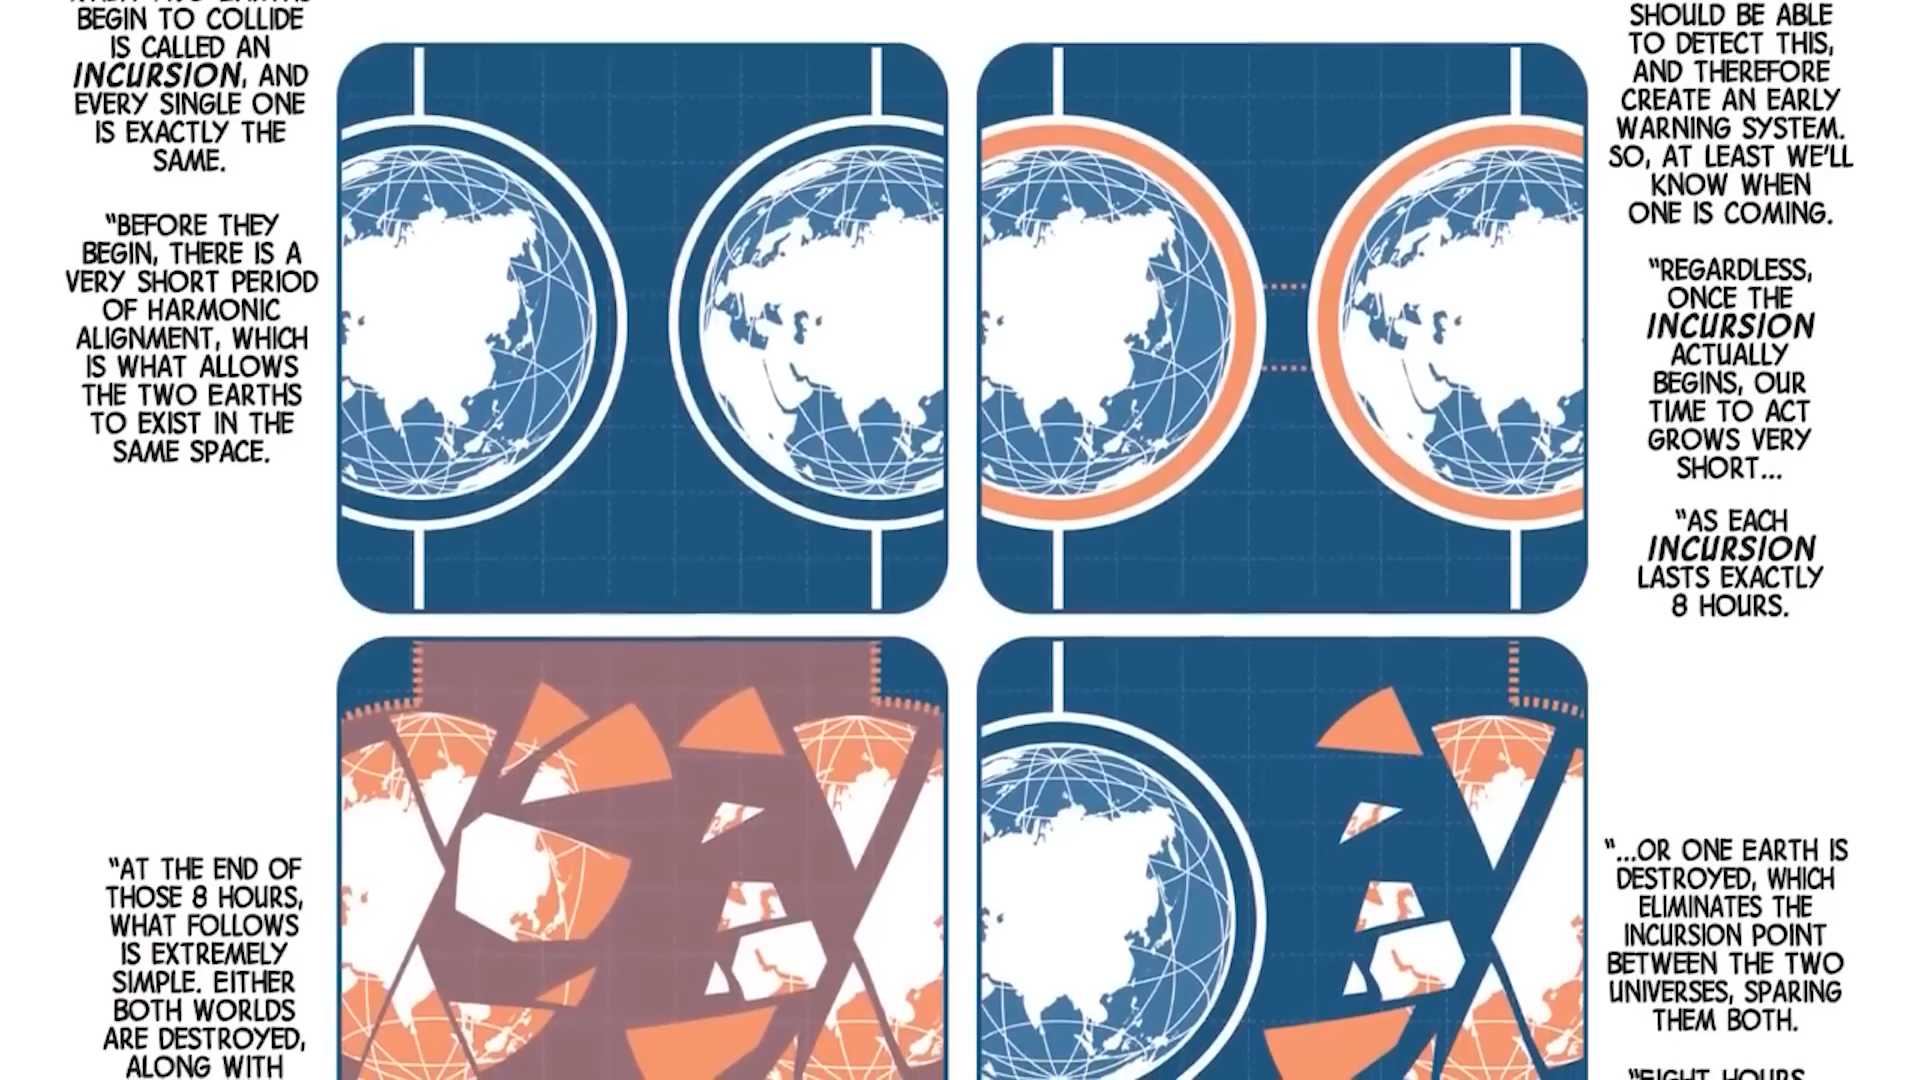 BEGIN TO COLLIDE
IS CALLED AN
INCURSION, AND
EVERY SINGLE ONE
IS EXACTLY THE
SAME.
"BEFORE THEY
BEGIN, THERE IS A
VERY SHORT PERIOD
OF HARMONIC
ALIGNMENT, WHICH
IS WHAT ALLOWS
THE TWO EARTHS
TO EXIST IN THE
SAME SPACE.
SHOULD BE ABLE
TO DETECT THIS,
AND THEREFORE
CREATE AN EARLY
WARNING SYSTEM.
SO, AT LEAST WE'LL
KNOW WHEN
ONE IS COMING.
"REGARDLESS,
ONCE THE
INCURSION
ACTUALLY
BEGINS, OUR
TIME TO ACT
GROWS VERY
SHORT...
"AS EACH
INCURSION
LASTS EXACTLY
8 HOURS.
"AT THE END OF
THOSE 8 HOURS,
WHAT FOLLOWS
IS EXTREMELY
SIMPLE. EITHER
BOTH WORLDS
ARE DESTROYED,
ALONG WITH
"...OR ONE EARTH IS
DESTROYED, WHICH
ELIMINATES THE
INCURSION POINT
BETWEEN THE TWO
UNIVERSES, SPARING
THEM BOTH.
"EIGHT HOURS